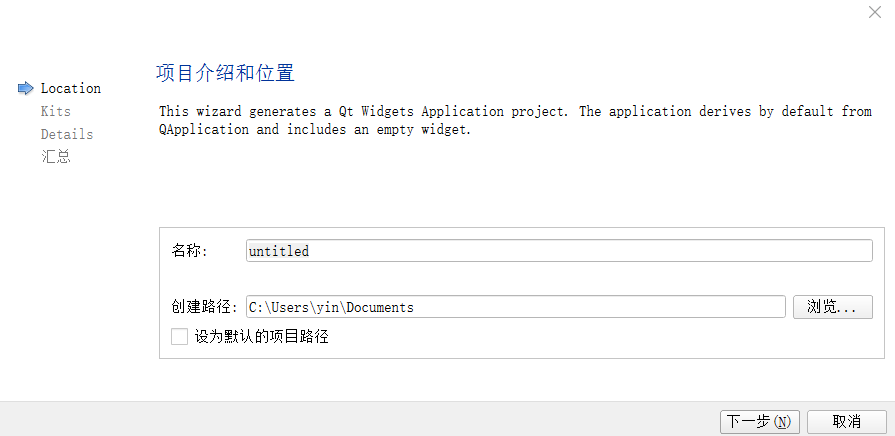 项目介绍和位置
Location
Kits
Details
汇总
This wizard generates a Qt Widgets Application project. The application derives by default from
QApplication and includes an empty widget.
名称: untitled
创建路径: C:\Users\yin\Documents 浏览...
设为默认的项目路径
下一步(N) 取消